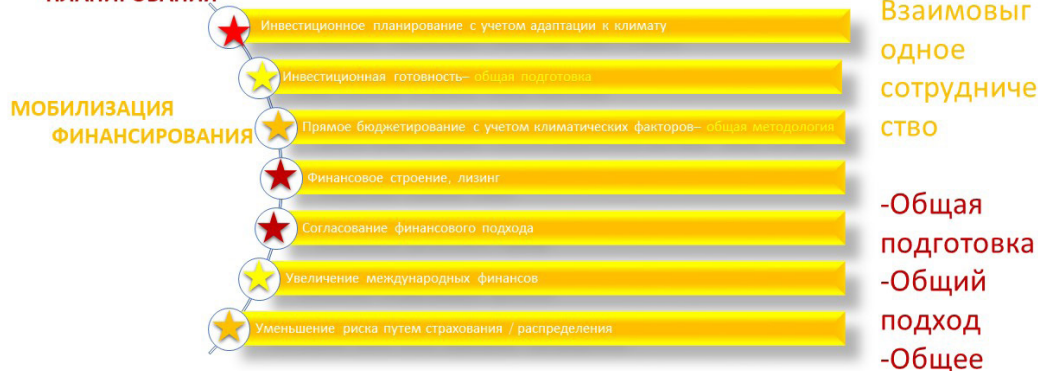 ПЛАНИРОВАНИЯ
Инвестиционное планирование с учетом адаптации к климату
Инвестиционная готовность– общая подготовка
МОБИЛИЗАЦИЯ
ФИНАНСИРОВАНИЯ
Прямое бюджетирование с учетом климатических факторов– общая методология
Финансовое строение, лизинг
Согласование финансового подхода
Увеличение международных финансов
Уменьшение риска путем страхования / распределения
Взаимовыг
одное
сотрудниче
ство
-Общая
подготовка
-Общий
подход
-Общее